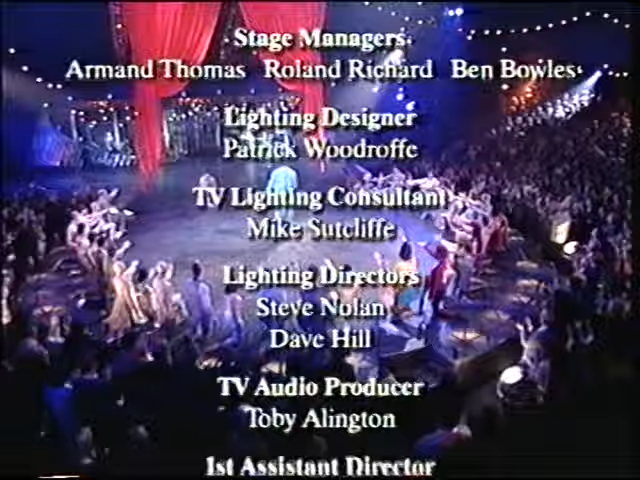 Stage Managers
Armand Thomas Roland Richard Ben Bowles
Lighting Designer
Patrick Woodroffe
TV Lighting Consultant
Mike Sutcliffe
Lighting Directors
Steve Nolan
Dave Hill
TV Audio Producer
Toby Alington
1st Assistant Director